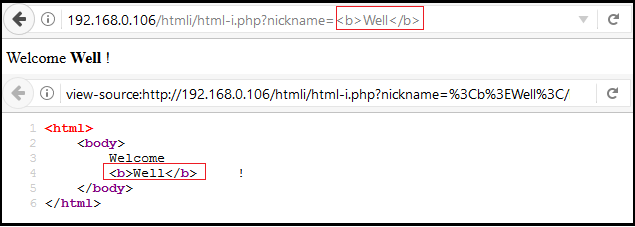 192.168.0.106/htmli/html-i.php?nickname=<b>Well</b>
Welcome Well !
view-source:http://192.168.0.106/htmli/html-i.php?nickname=%3Cb%3EWell%3C/
1 <html>
2 <body>
3 Welcome
4 <b>Well</b> !
5 </body>
6 </html>